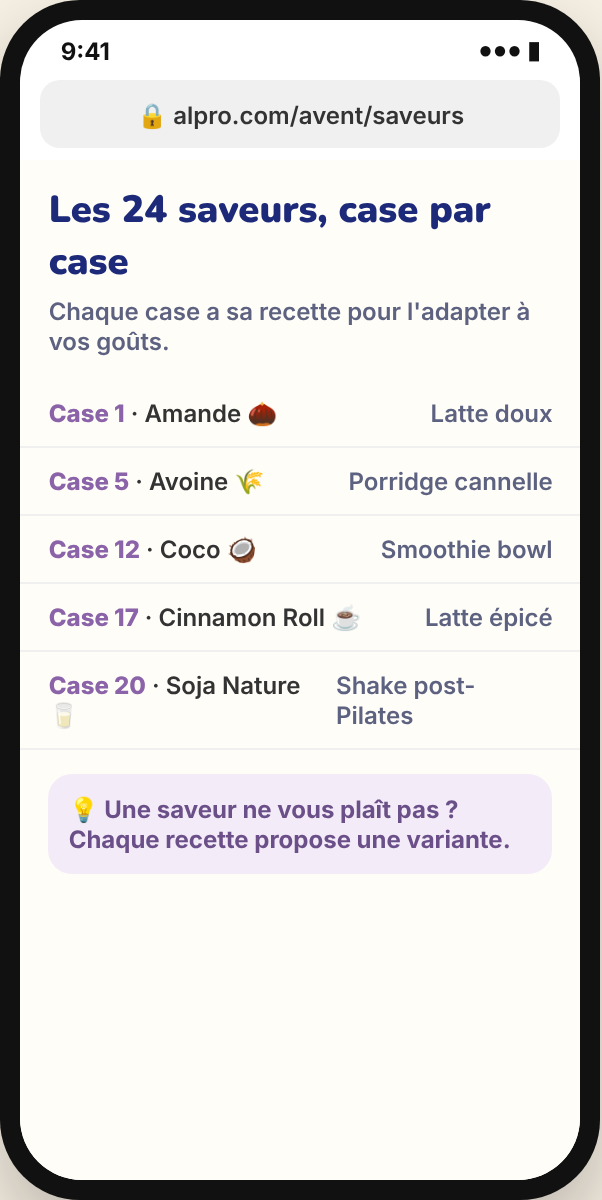 9:41
🔒 alpro.com/avent/saveurs
Les 24 saveurs, case par
case
Chaque case a sa recette pour l'adapter à
vos goûts.
Case 1 · Amande 🌰 Latte doux
Case 5 · Avoine 🌾 Porridge cannelle
Case 12 · Coco 🥥 Smoothie bowl
Case 17 · Cinnamon Roll ☕ Latte épicé
Case 20 · Soja Nature 🥛
Shake post-
Pilates
💡 Une saveur ne vous plaît pas ?
Chaque recette propose une variante.